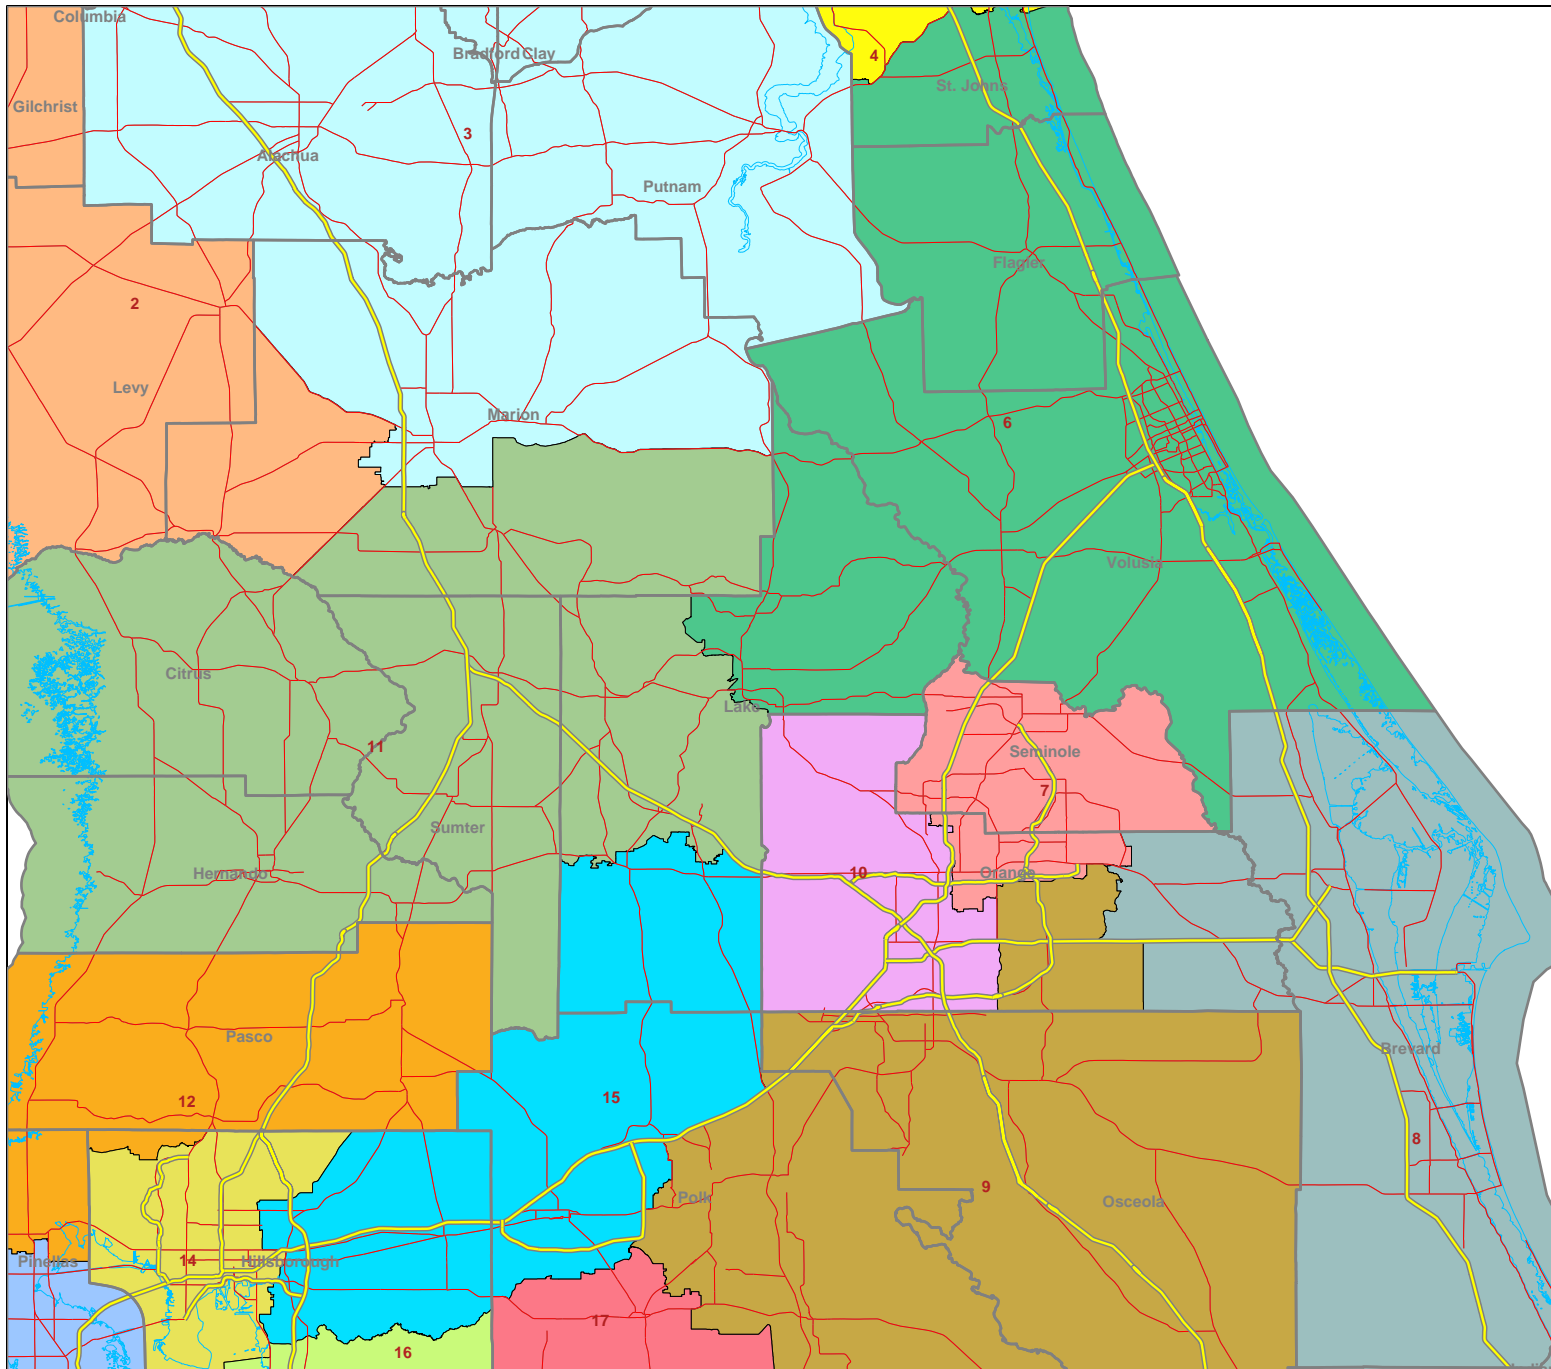 Columbia
Bradford Clay
4
St. Johns
Gilchrist
3
Alachua
Putnam
Flagler
2
Levy
Marion
6
Volusia
Citrus
Lake
11
Seminole
7
Sumter
Hernando
10
Orange
Pasco
Brevard
12
15
8
Polk
9
Osceola
Pinellas
14
Hillsborough
17
16